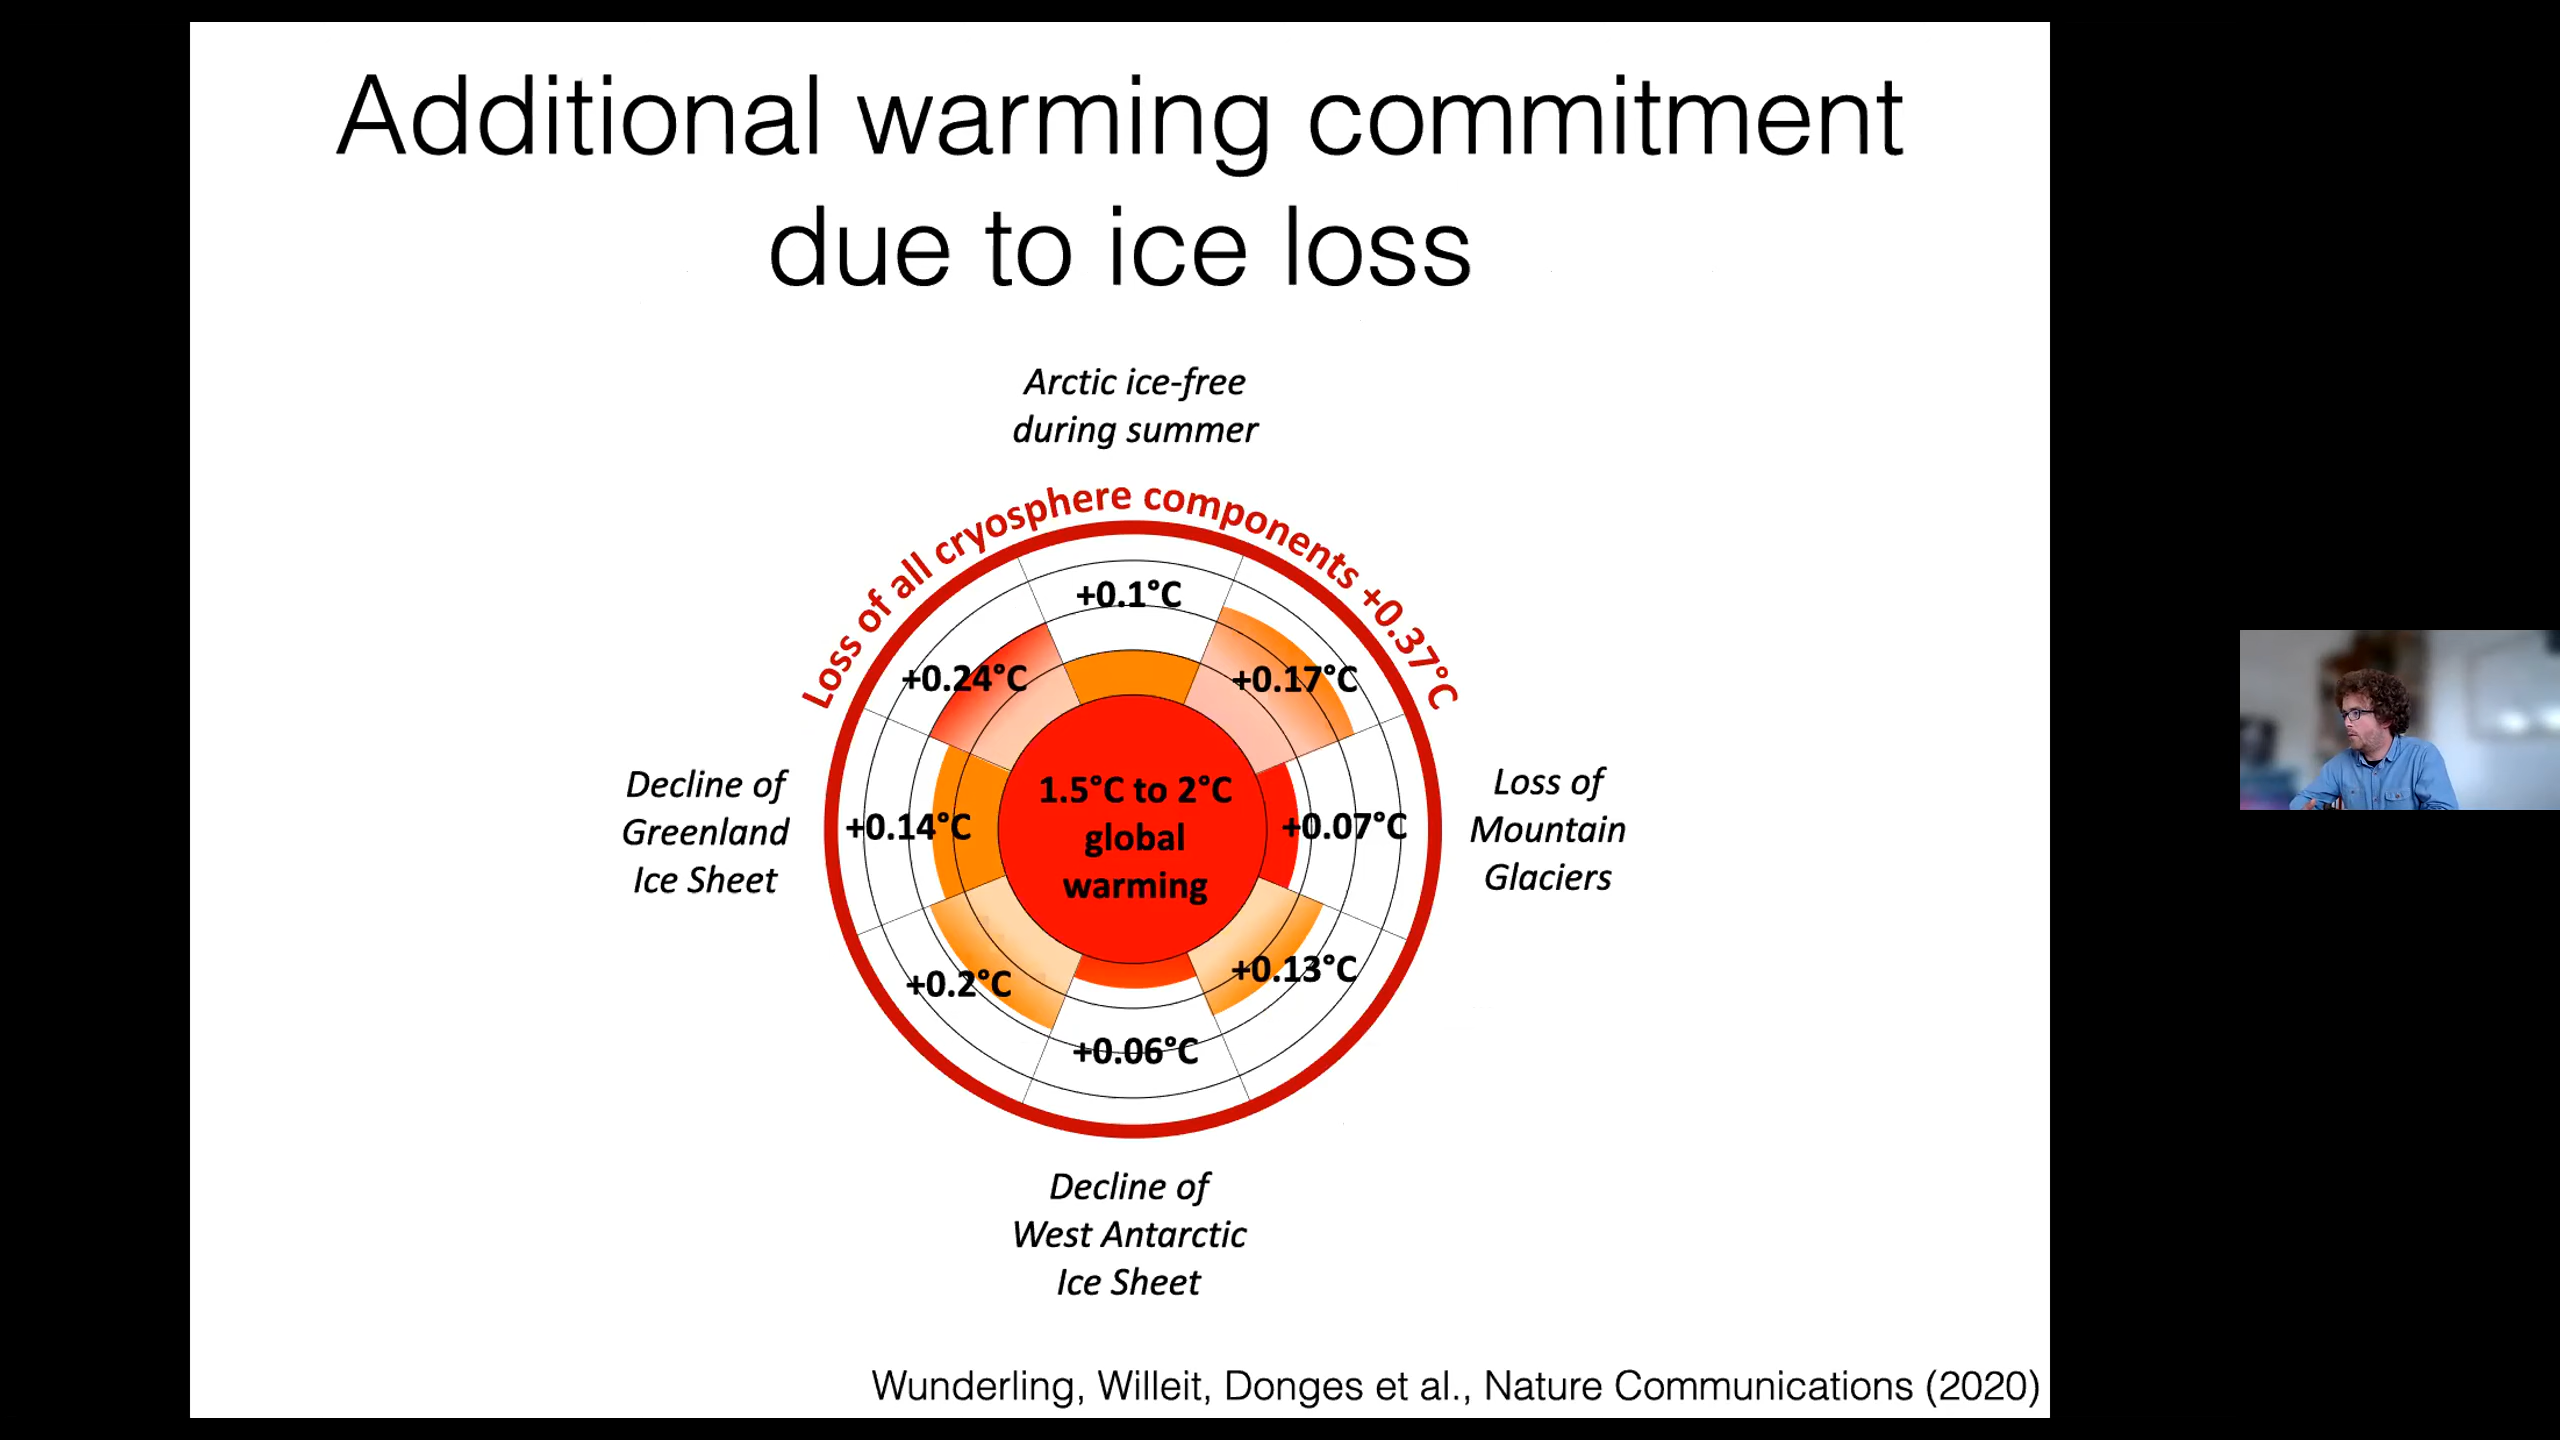 Additional warming commitment
due to ice loss
Arctic ice-free
during summer
Loss of all cryosphere components +0.37°C
+0.1°C
+0.24°C
+0.17°C
Decline of
Greenland
Ice Sheet
+0.14°C
1.5°C to 2°C
global
warming
+0.07°C
Loss of
Mountain
Glaciers
+0.2°C
+0.13°C
+0.06°C
Decline of
West Antarctic
Ice Sheet
Wunderling, Willeit, Donges et al., Nature Communications (2020)